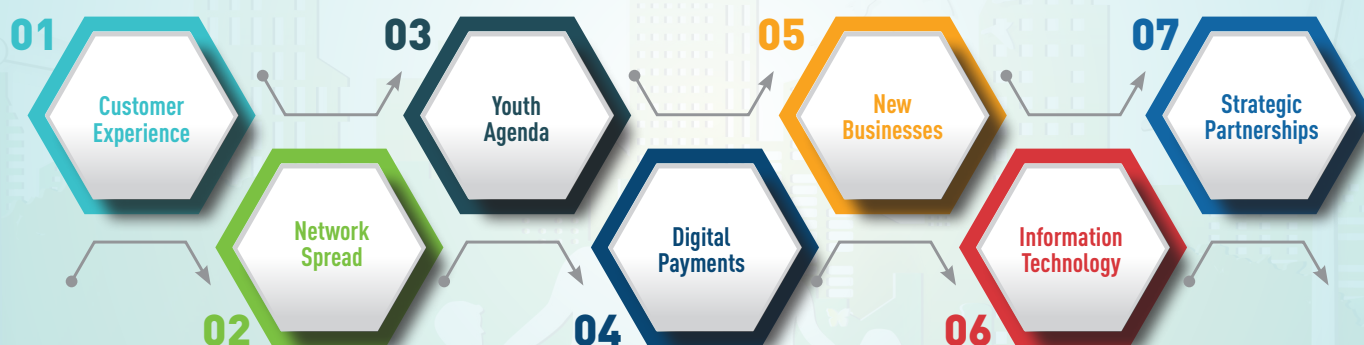 01
Customer
Experience
02
Network
Spread
03
Youth
Agenda
04
Digital
Payments
05
New
Businesses
06
Information
Technology
07
Strategic
Partnerships